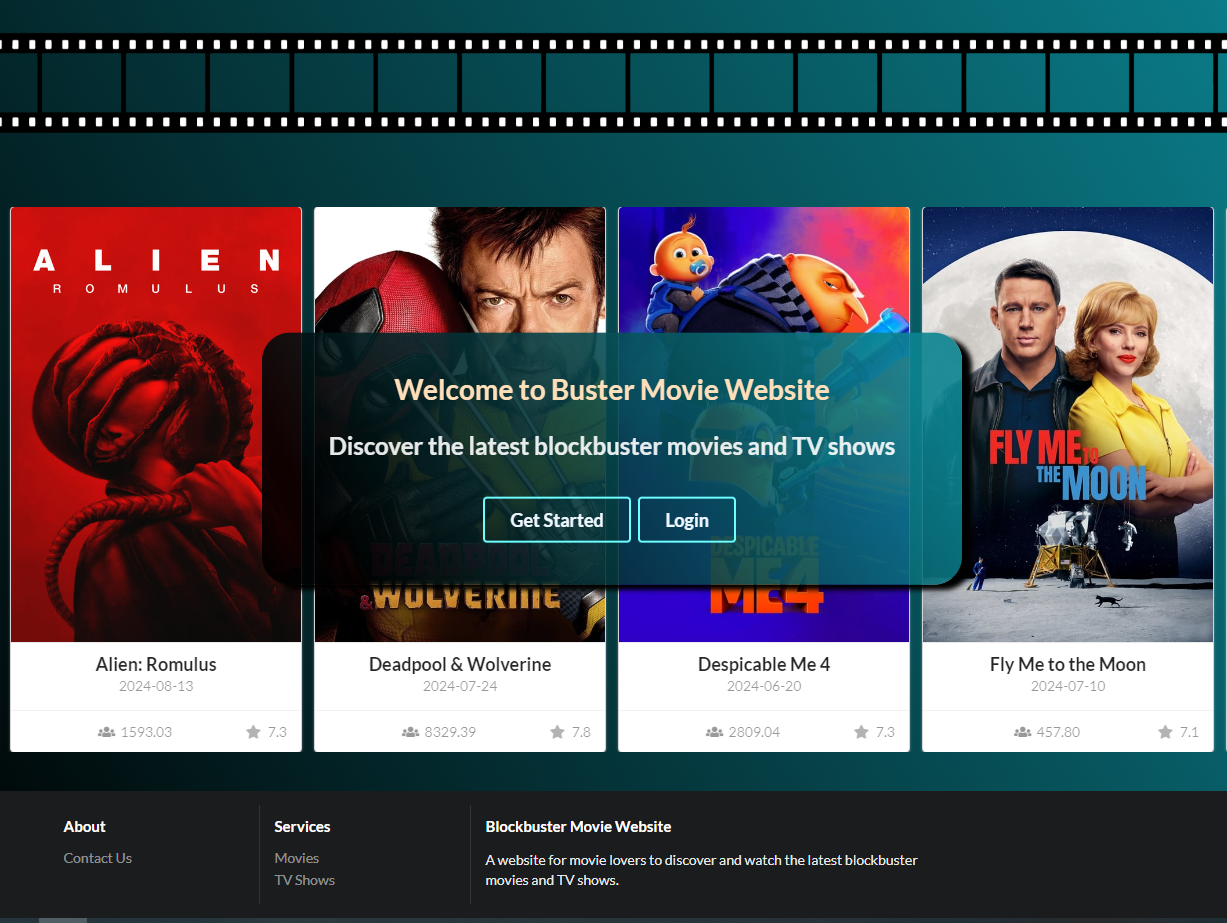 ALIEN
ROMULUS
Welcome to Buster Movie Website
Discover the latest blockbuster movies and TV shows
Get Started
Login
FLY ME TO
THE MOON
DEADPOOL
&WOLVERINE
DESPICABLE
ME4
Alien: Romulus
2024-08-13
1593.03
7.3
Deadpool & Wolverine
2024-07-24
8329.39
7.8
Despicable Me 4
2024-06-20
2809.04
7.3
Fly Me to the Moon
2024-07-10
457.80
7.1
About
Contact Us
Services
Movies
TV Shows
Blockbuster Movie Website
A website for movie lovers to discover and watch the latest blockbuster
movies and TV shows.